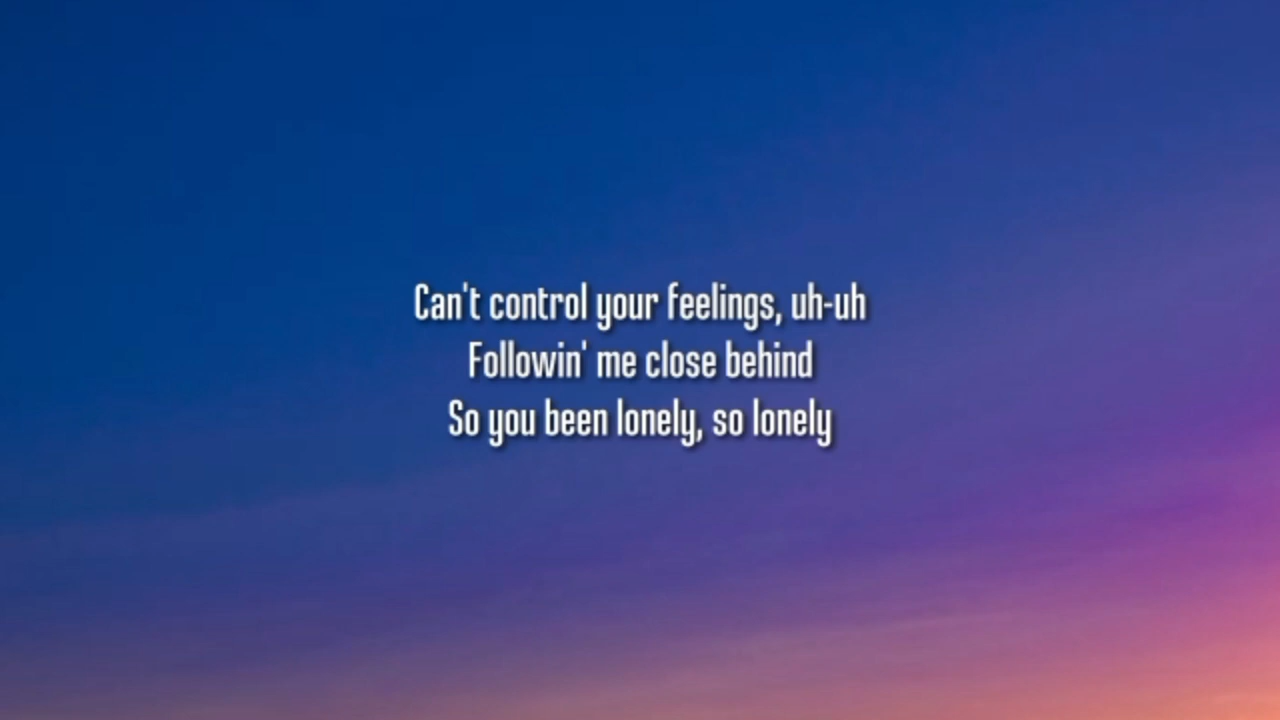 Can't control your feelings, uh-uh
Followin' me close behind
So you been lonely, so lonely